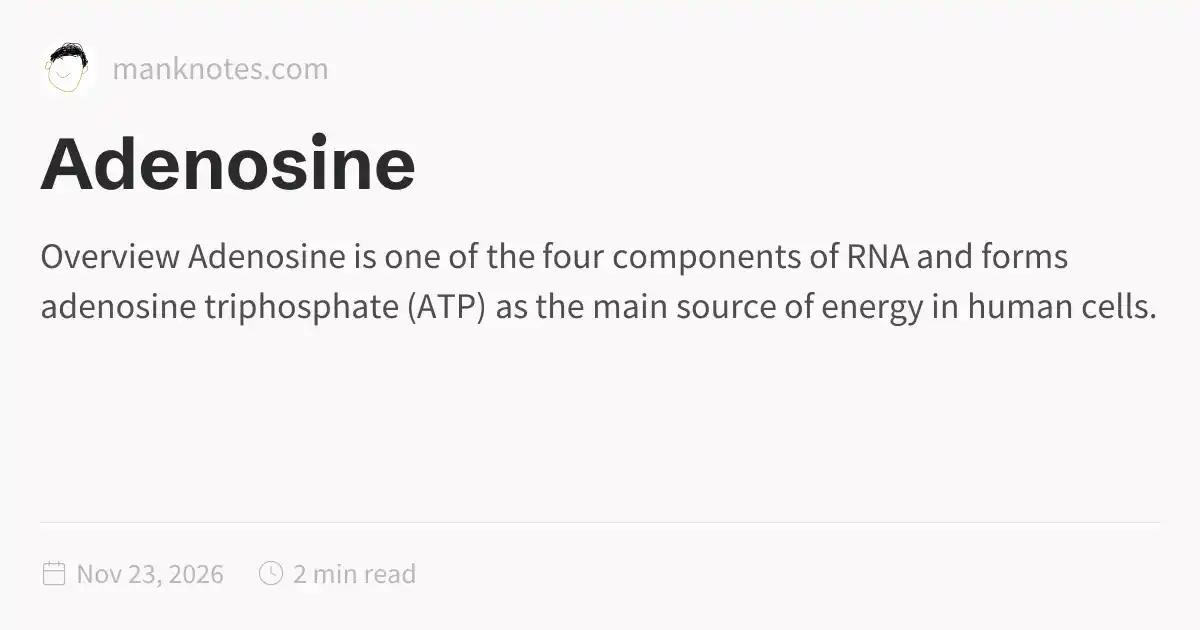 manknotes.com
Adenosine
Overview Adenosine is one of the four components of RNA and forms
adenosine triphosphate (ATP) as the main source of energy in human cells.
Nov 23, 2026 2 min read